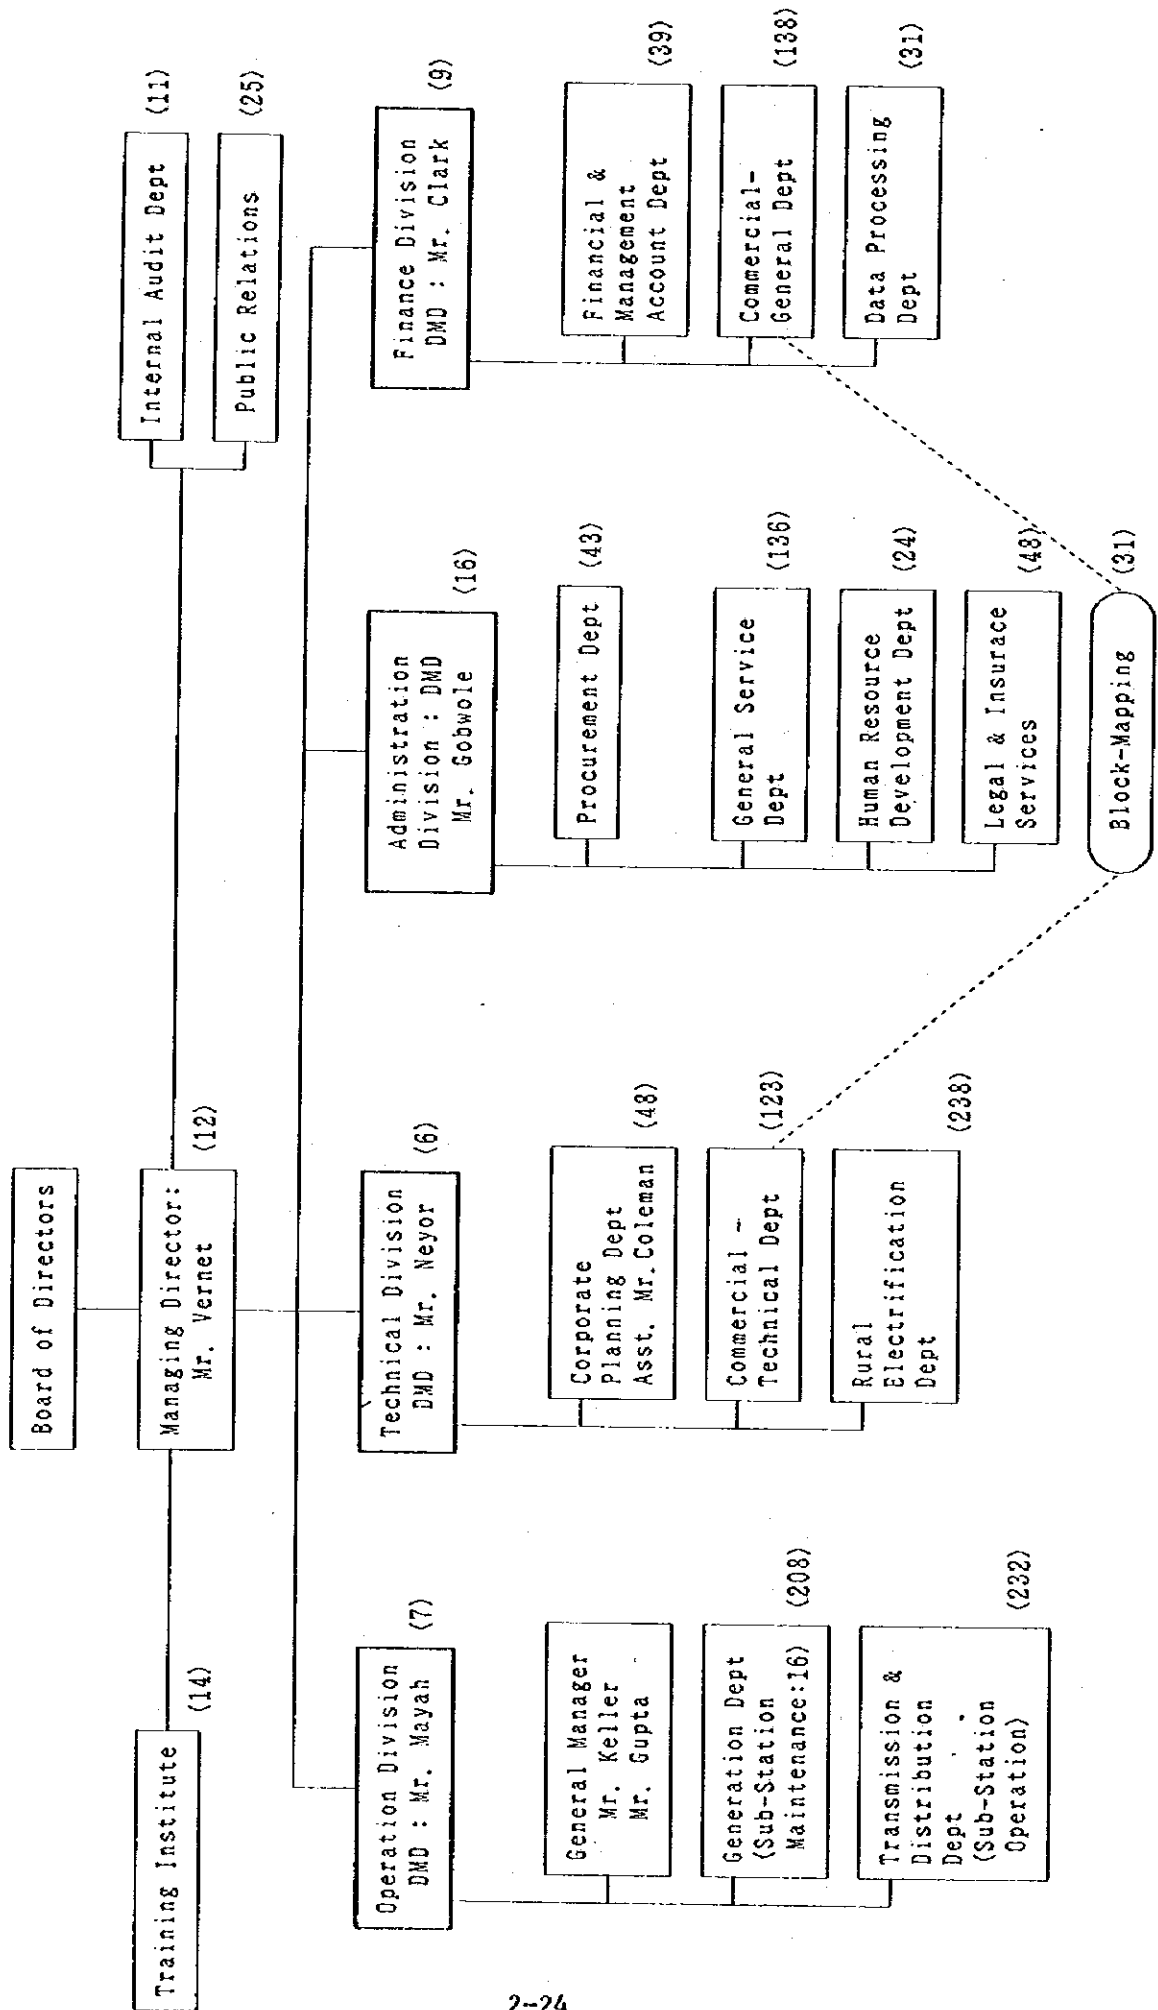 Board of Directors
Managing Director:
Mr. Vernet
(12)
Training Institute
(14)
Internal Audit Dept
(11)
Public Relations
(25)
Operation Division
DMD : Mr. Mayah
(7)
General Manager
Mr. Keller
Mr. Gupta
Generation Dept
(Sub-Station
Maintenance:16)
(208)
Transmission &
Distribution
Dept
(Sub-Station
Operation)
(232)
Technical Division
DMD : Mr. Neyor
(6)
Corporate
Planning Dept
Asst. Mr.Coleman
(48)
Commercial -
Technical Dept
(123)
Rural
Electrification
Dept
(238)
Administration
Division : DMD
Mr. Gobwole
(16)
Procurement Dept
(43)
General Service
Dept
(136)
Human Resource
Development Dept
(24)
Legal & Insurace
Services
(48)
Finance Division
DMD : Mr. Clark
(9)
Financial &
Management
Account Dept
(39)
Commercial-
General Dept
(138)
Data Processing
Dept
(31)
Block-Mapping
(31)
2-24